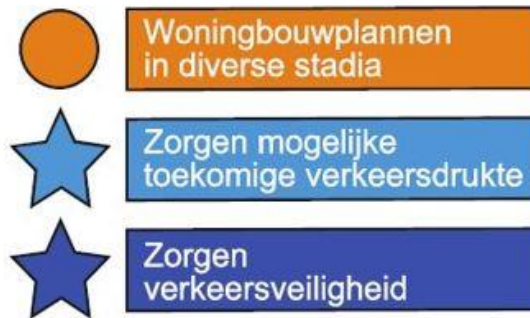 Woningbouwplannen
in diverse stadia
Zorgen mogelijke
toekomige verkeersdrukte
Zorgen
verkeersveiligheid